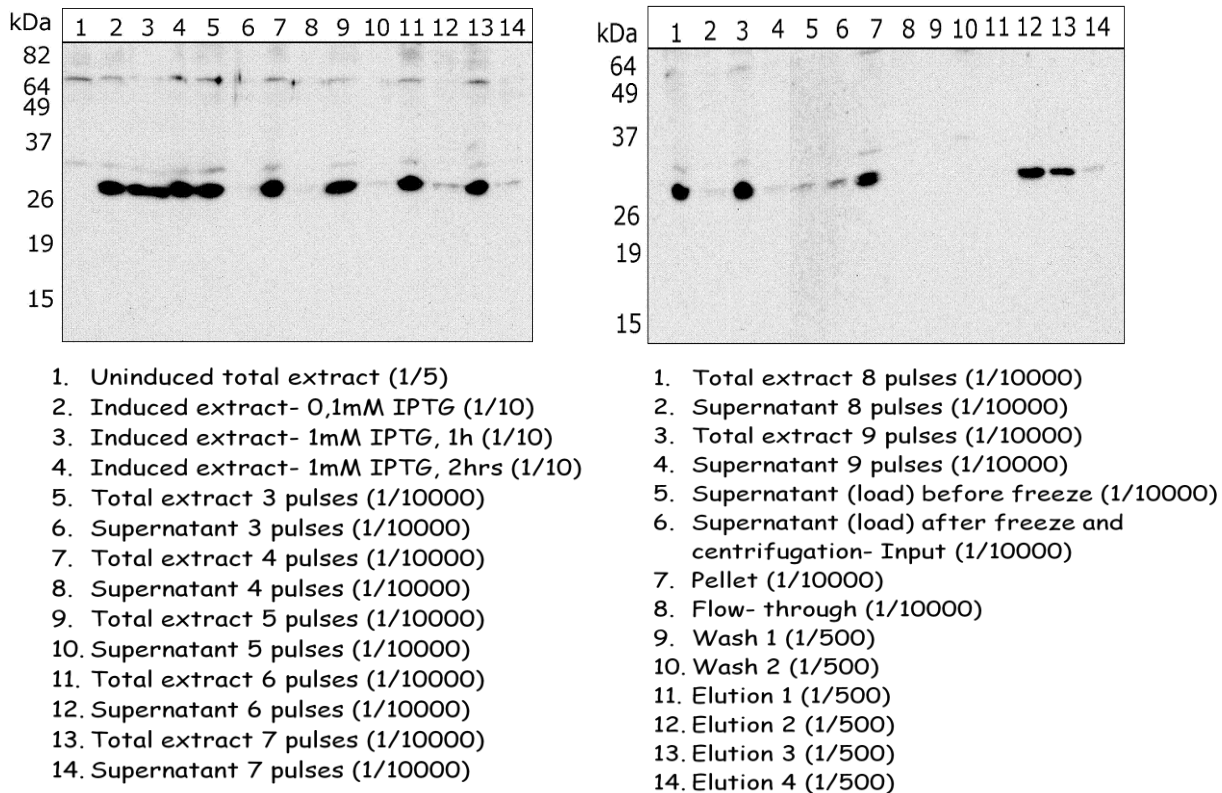 kDa 1 2 3 4 5 6 7 8 9 10 11 12 13 14
82
64
49
37
26
19
15
1. Uninduced total extract (1/5)
2. Induced extract- 0,1mM IPTG (1/10)
3. Induced extract- 1mM IPTG, 1h (1/10)
4. Induced extract- 1mM IPTG, 2hrs (1/10)
5. Total extract 3 pulses (1/10000)
6. Supernatant 3 pulses (1/10000)
7. Total extract 4 pulses (1/10000)
8. Supernatant 4 pulses (1/10000)
9. Total extract 5 pulses (1/10000)
10. Supernatant 5 pulses (1/10000)
11. Total extract 6 pulses (1/10000)
12. Supernatant 6 pulses (1/10000)
13. Total extract 7 pulses (1/10000)
14. Supernatant 7 pulses (1/10000)
kDa 1 2 3 4 5 6 7 8 9 10 11 12 13 14
64
49
37
26
19
15
1. Total extract 8 pulses (1/10000)
2. Supernatant 8 pulses (1/10000)
3. Total extract 9 pulses (1/10000)
4. Supernatant 9 pulses (1/10000)
5. Supernatant (load) before freeze (1/10000)
6. Supernatant (load) after freeze and
centrifugation- Input (1/10000)
7. Pellet (1/10000)
8. Flow- through (1/10000)
9. Wash 1 (1/500)
10. Wash 2 (1/500)
11. Elution 1 (1/500)
12. Elution 2 (1/500)
13. Elution 3 (1/500)
14. Elution 4 (1/500)